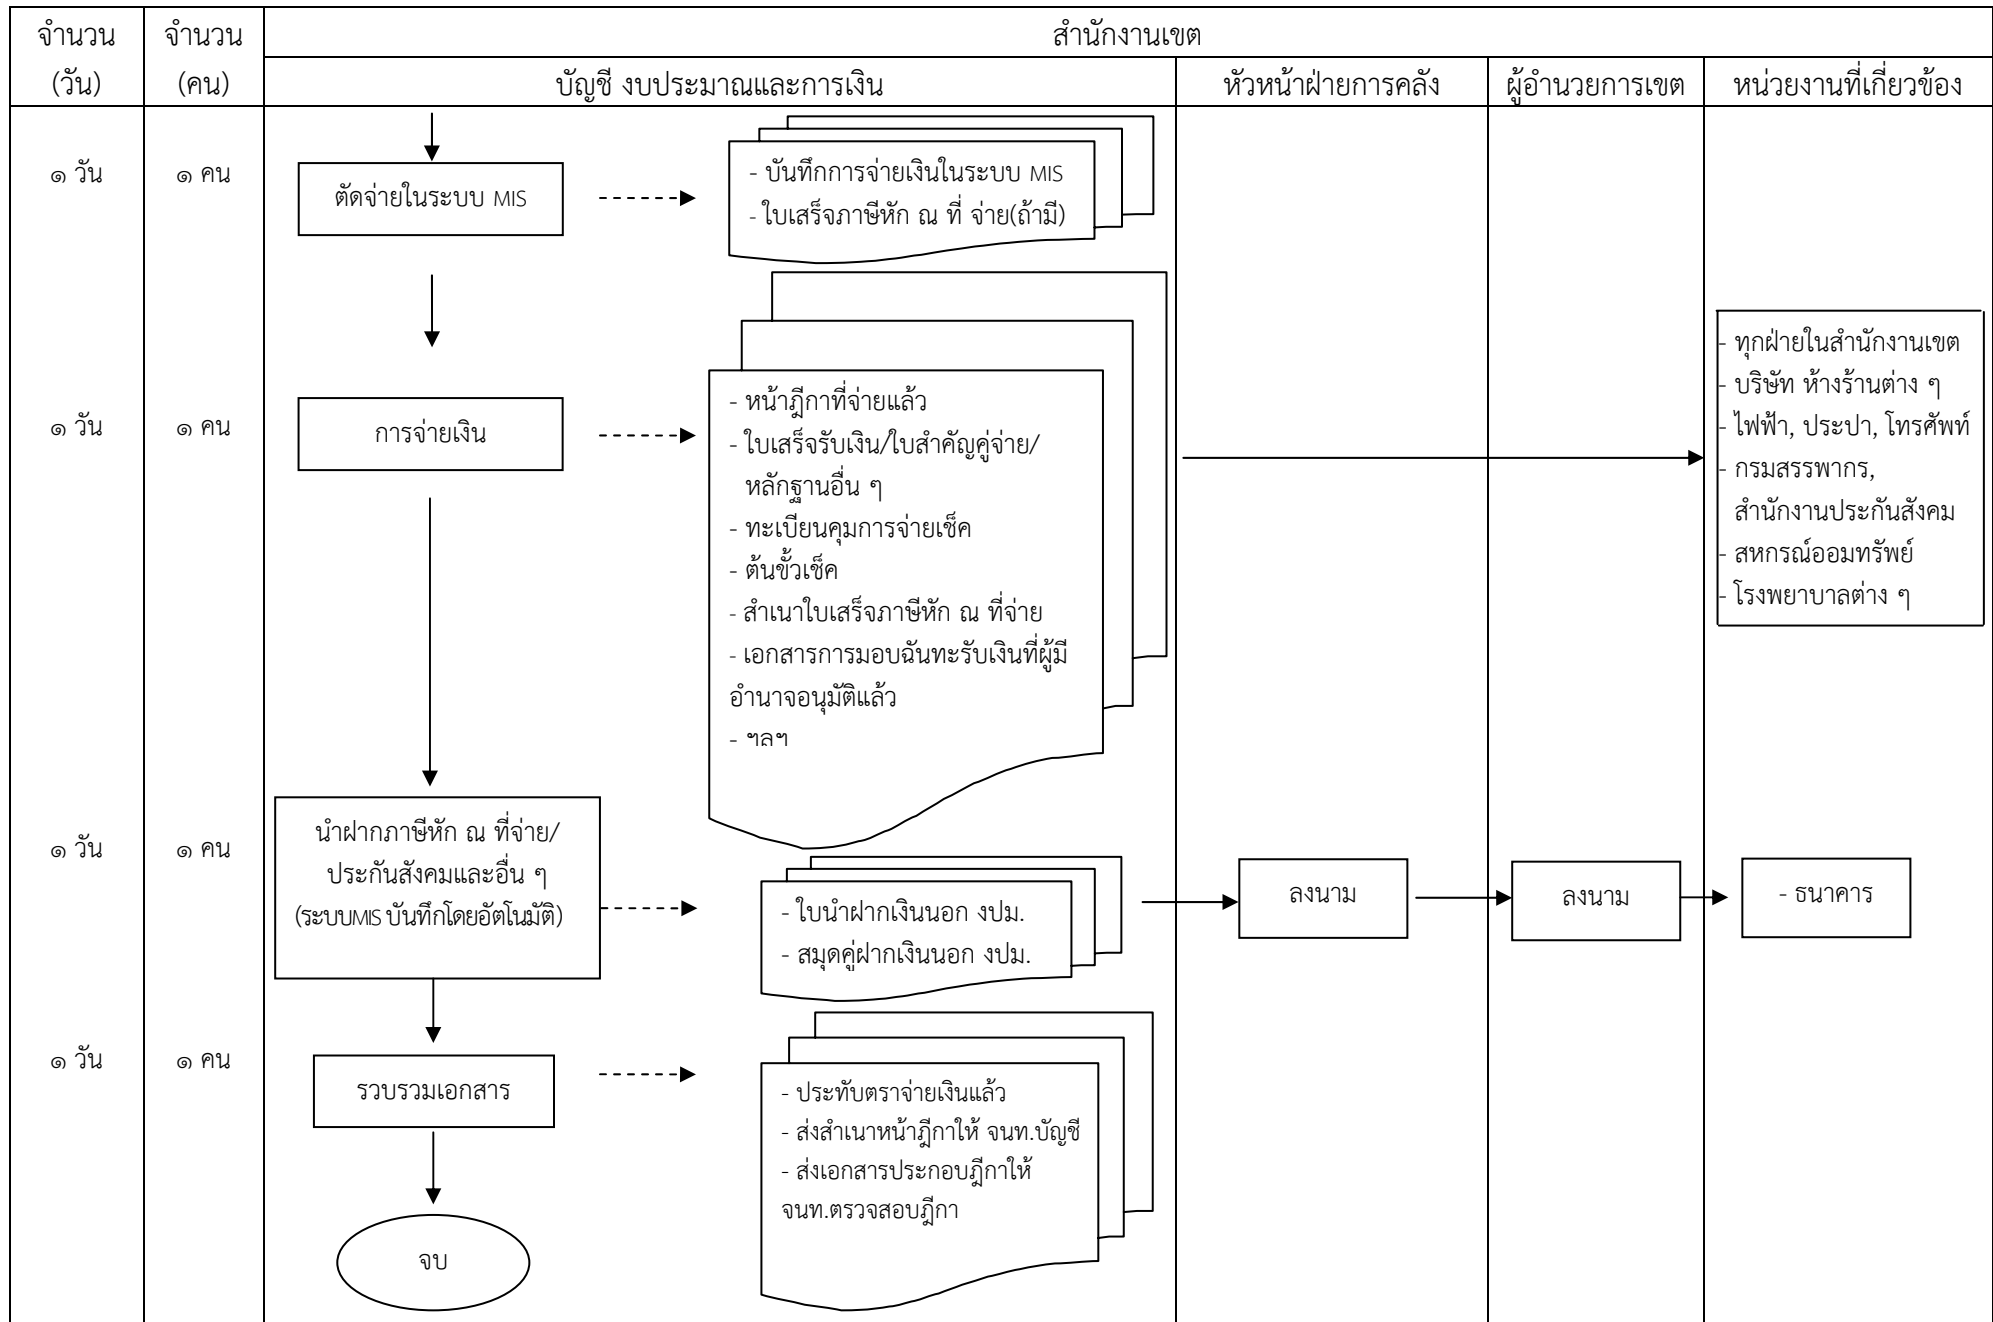 จำนวน
(วัน)
จำนวน
(คน)
สำนักงานเขต
บัญชี งบประมาณและการเงิน
หัวหน้าฝ่ายการคลัง
ผู้อำนวยการเขต
หน่วยงานที่เกี่ยวข้อง
๑ วัน
๑ คน
ตัดจ่ายในระบบ MIS
- บันทึกการจ่ายเงินในระบบ MIS
- ใบเสร็จภาษีหัก ณ ที่ จ่าย(ถ้ามี)
๑ วัน
๑ คน
การจ่ายเงิน
- หน้าฎีกาที่จ่ายแล้ว
- ใบเสร็จรับเงิน/ใบสำคัญคู่จ่าย/
หลักฐานอื่น ๆ
- ทะเบียนคุมการจ่ายเช็ค
- ต้นขั้วเช็ค
- สำเนาใบเสร็จภาษีหัก ณ ที่จ่าย
- เอกสารการมอบฉันทะรับเงินที่ผู้มี
อำนาจอนุมัติแล้ว
- ฯลฯ
- ทุกฝ่ายในสำนักงานเขต
- บริษัท ห้างร้านต่าง ๆ
- ไฟฟ้า, ประปา, โทรศัพท์
- กรมสรรพากร,
สำนักงานประกันสังคม
- สหกรณ์ออมทรัพย์
- โรงพยาบาลต่าง ๆ
๑ วัน
๑ คน
นำฝากภาษีหัก ณ ที่จ่าย/
ประกันสังคมและอื่น ๆ
(ระบบMIS บันทึกโดยอัตโนมัติ)
- ใบนำฝากเงินนอก งปม.
- สมุดคู่ฝากเงินนอก งปม.
ลงนาม
ลงนาม
- ธนาคาร
๑ วัน
๑ คน
รวบรวมเอกสาร
- ประทับตราจ่ายเงินแล้ว
- ส่งสำเนาหน้าฎีกาให้ จนท.บัญชี
- ส่งเอกสารประกอบฎีกาให้
จนท.ตรวจสอบฎีกา
จบ